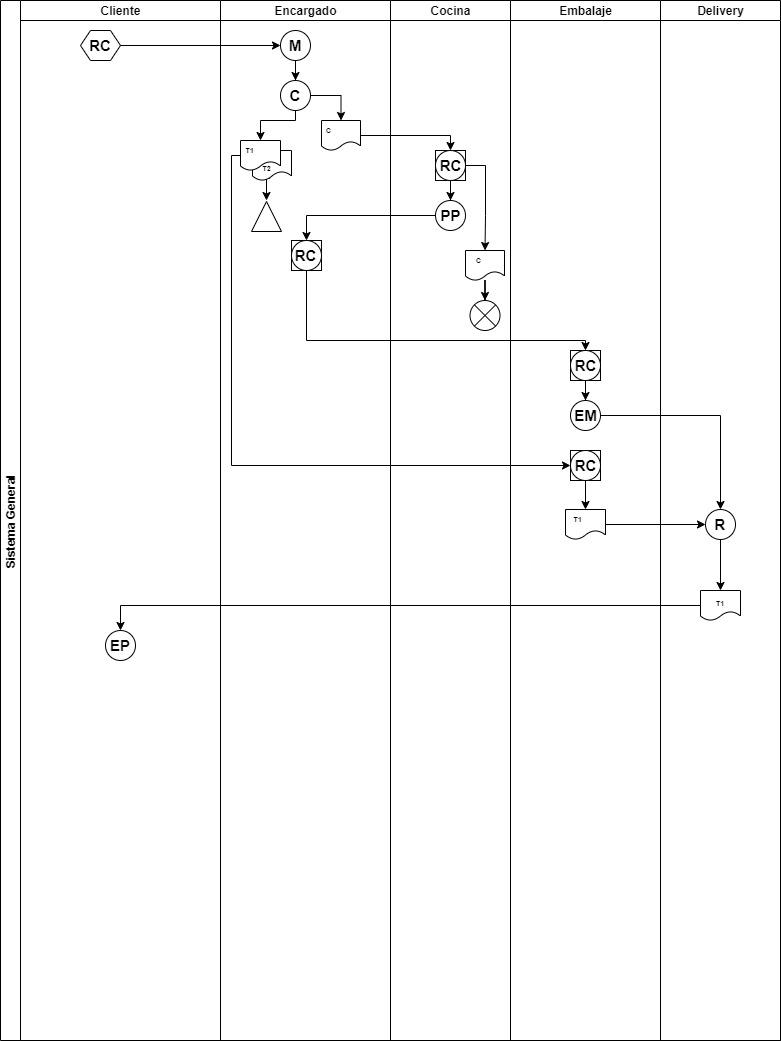 Cliente
Encargado
Cocina
Embalaje
Delivery
Sistema General
RC
M
C
C
T1
T2
RC
PP
RC
C
RC
EM
RC
T1
R
T1
EP